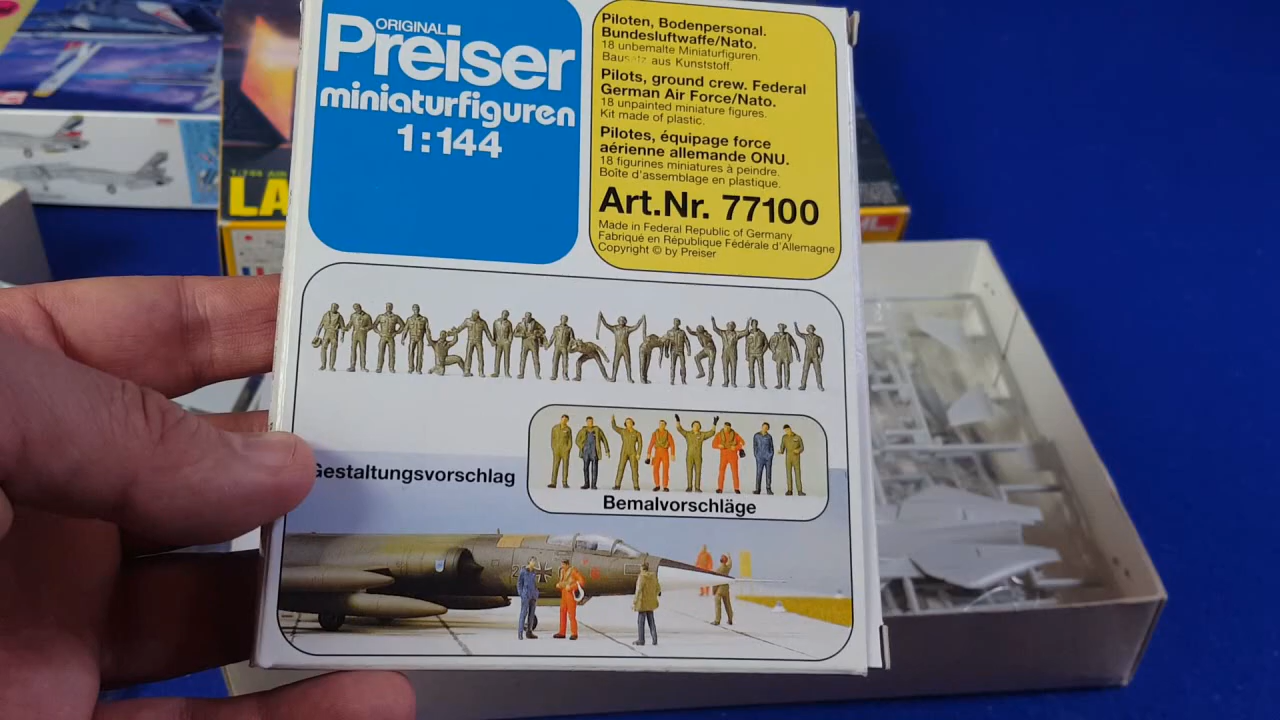 ORIGINAL
Preiser
miniaturfiguren
1:144
Piloten, Bodenpersonal.
Bundesluftwaffe/Nato.
18 unbemalte Miniaturfiguren.
Bausatz aus Kunststoff.
Pilots, ground crew. Federal
German Air Force/Nato.
18 unpainted miniature figures.
Kit made of plastic.
Pilotes, équipage force
aérienne allemande ONU.
18 figurines miniatures à peindre.
Boîte d'assemblage en plastique.
Art.Nr. 77100
Made in Federal Republic of Germany
Fabriqué en République Fédérale d'Allemagne
Copyright © by Preiser
Gestaltungsvorschlag
Bemalvorschläge
LA